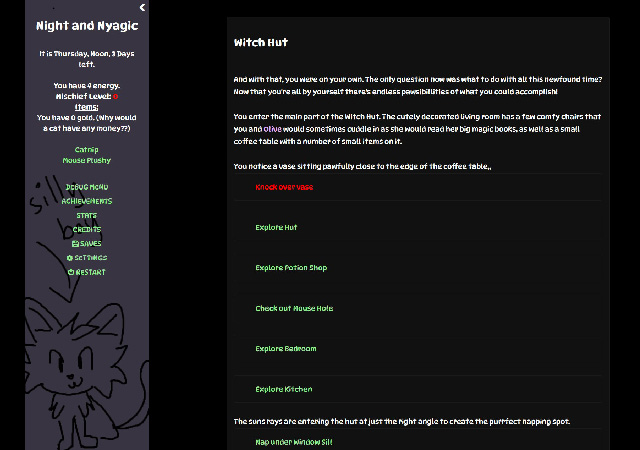 Night and Nyagic
It is Thursday, Noon, 3 Days
left.
You have 4 energy.
Mischief Level: 0
Items:
You have 0 gold. (Why would
a cat have any money??)
Catnip
Mouse Plushy
DEBUG MENU
ACHIEVEMENTS
STATS
CREDITS
SAVES
SETTINGS
RESTART
silly
boy
Witch Hut
And with that, you were on your own. The only question now was what to do with all this newfound time?
Now that you're all by yourself there's endless pawsibilities of what you could accomplish!
You enter the main part of the Witch Hut. The cutely decorated living room has a few comfy chairs that
you and Olive would sometimes cuddle in as she would read her big magic books, as well as a small
coffee table with a number of small items on it.
You notice a vase sitting pawfully close to the edge of the coffee table,,
Knock over vase
Explore Hut
Explore Potion Shop
Check out Mouse Hole
Explore Bedroom
Explore Kitchen
The suns rays are entering the hut at just the right angle to create the purrfect napping spot.
Nap under Window Sill